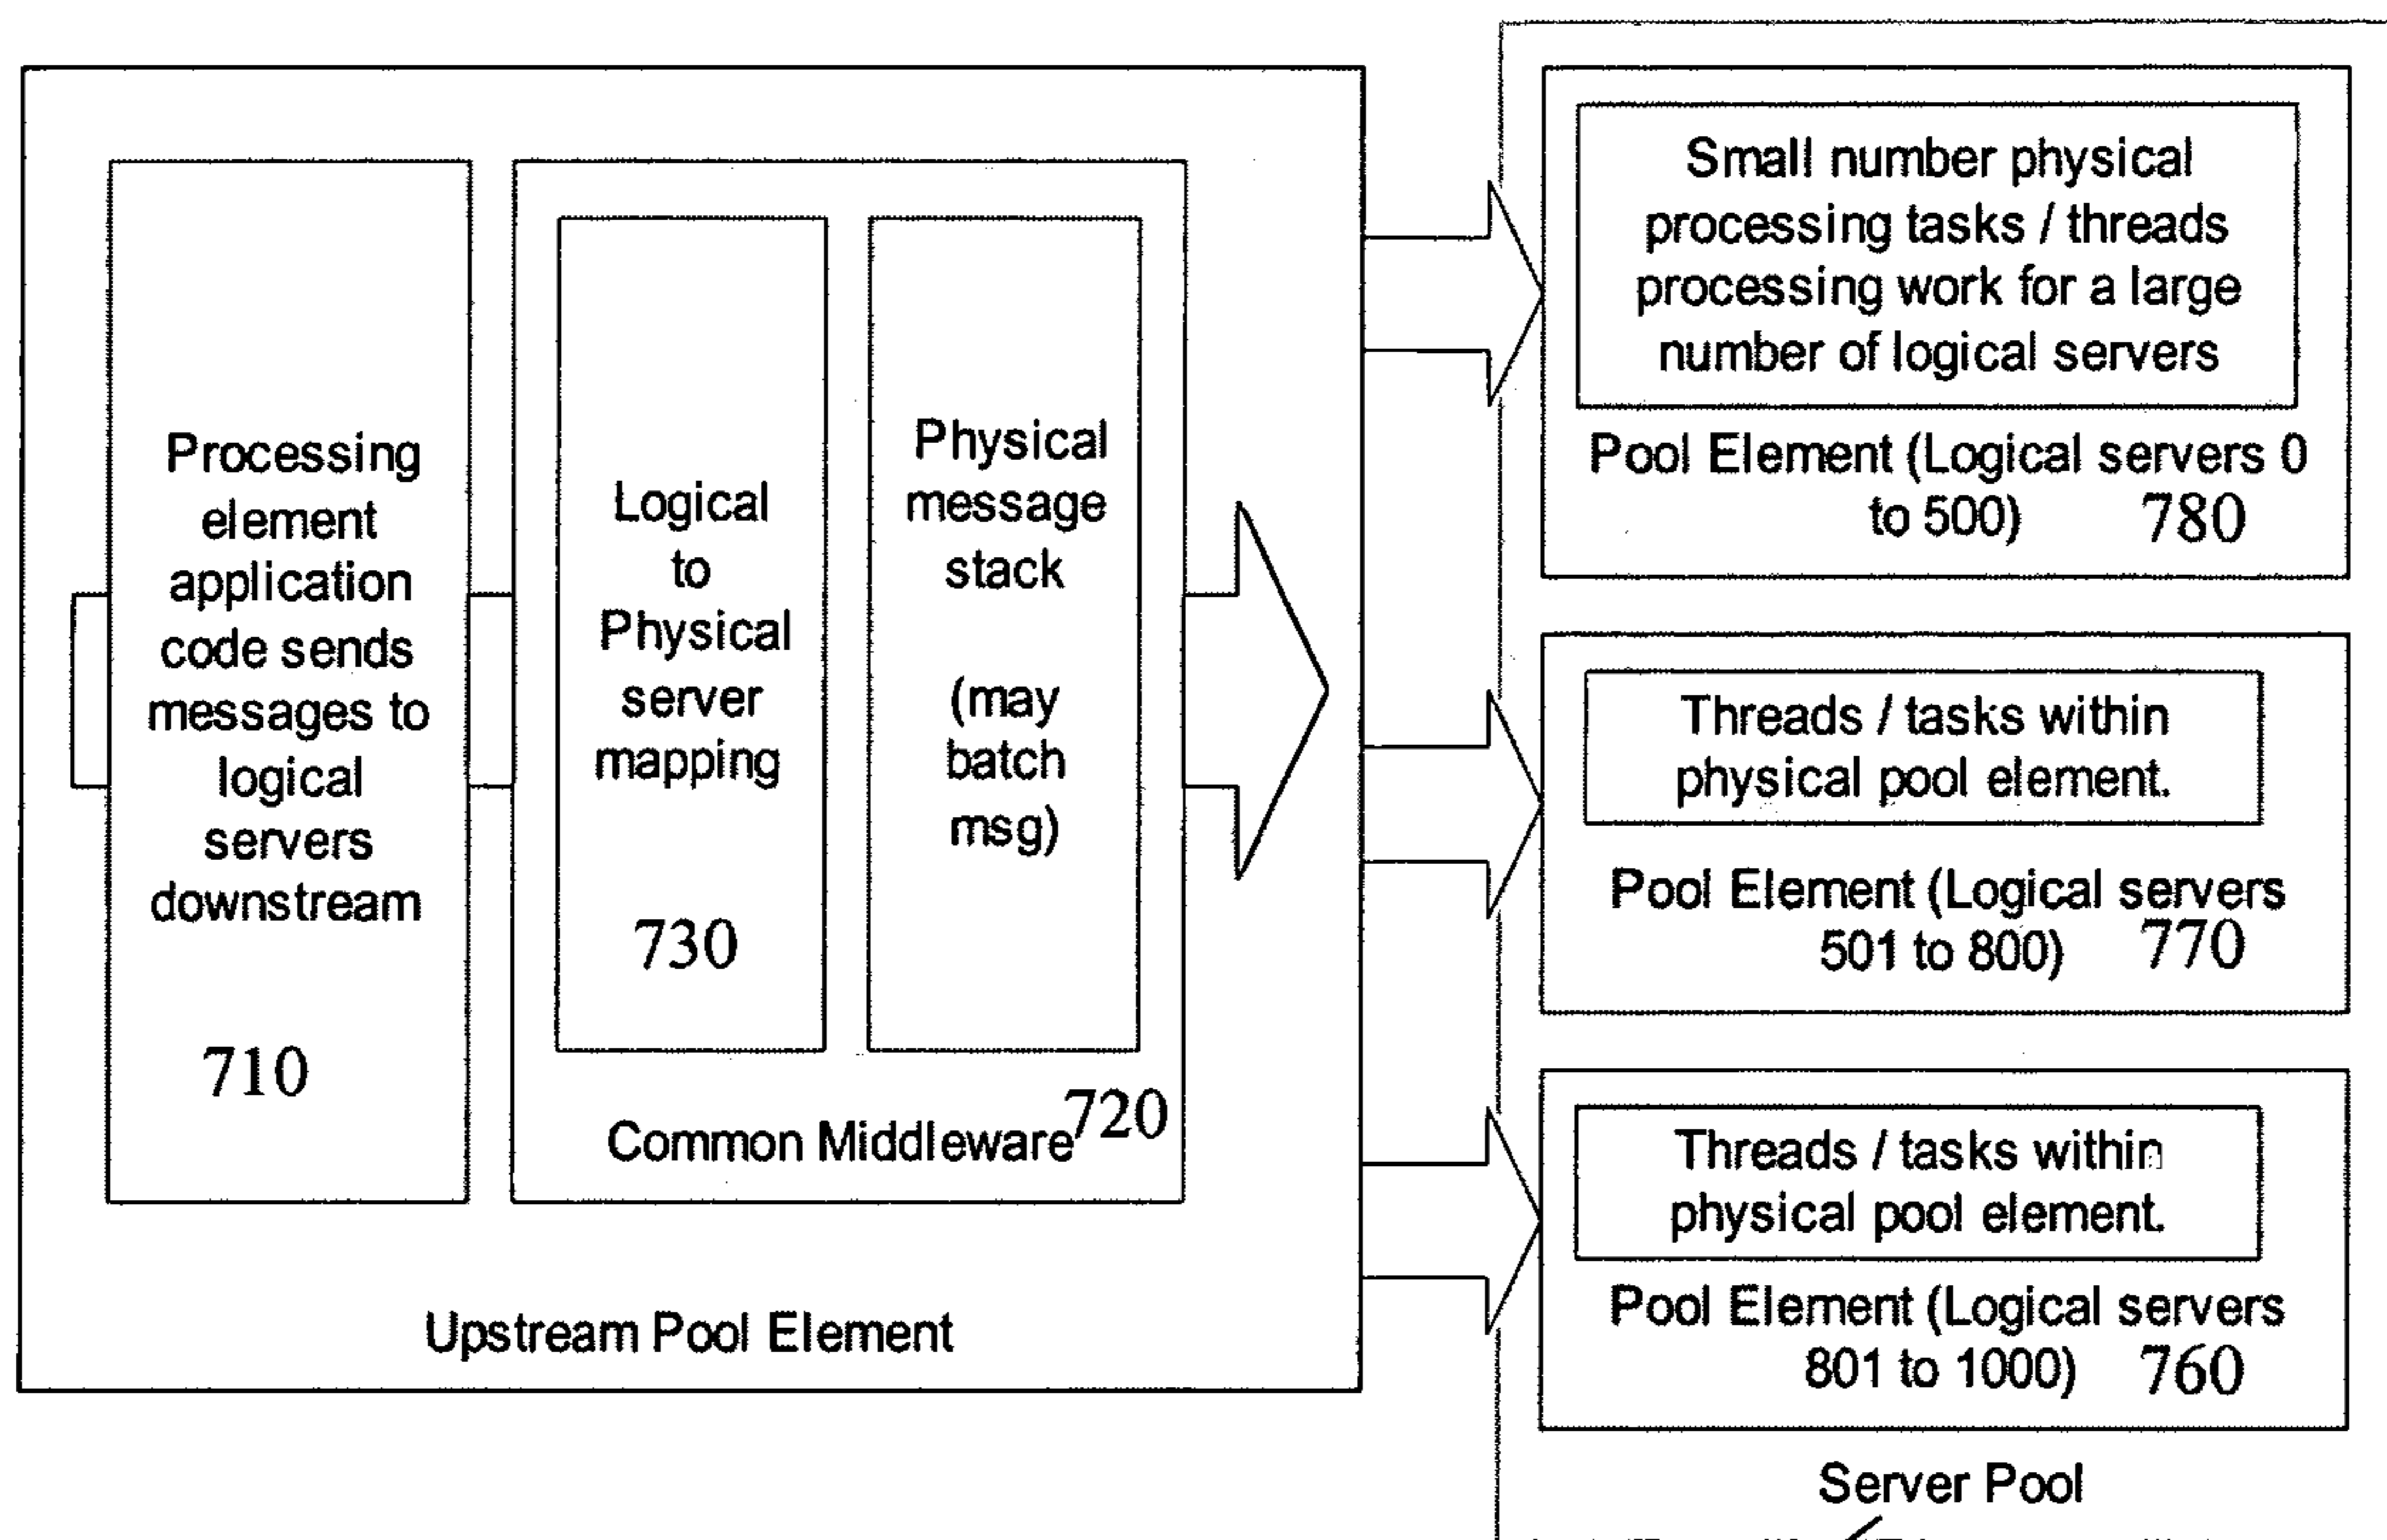 Processing
element
application
code sends
messages to
logical
servers
downstream
710
Logical
to
Physical
server
mapping
730
Physical
message
stack
(may
batch
msg)
Common Middleware 720
Upstream Pool Element
Small number physical
processing tasks / threads
processing work for a large
number of logical servers
Pool Element (Logical servers 0
to 500) 780
Threads / tasks within
physical pool element.
Pool Element (Logical servers
501 to 800) 770
Threads / tasks within
physical pool element.
Pool Element (Logical servers
801 to 1000) 760
Server Pool